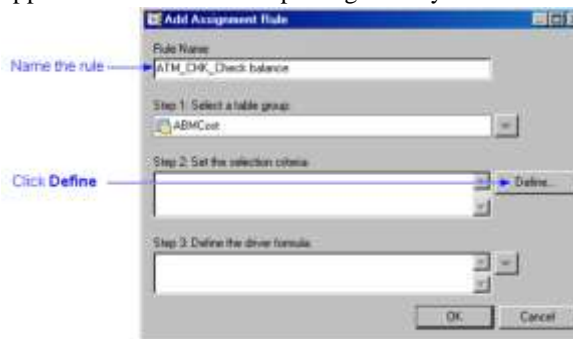 Add Assignment Rule
Rule Name
Name the rule
ATM_CHK_Check balance
Step 1: Select a table group:
ABMCost
Step 2: Set the selection criteria:
Click Define
Define...
Step 3: Define the driver formula:
OK
Cancel